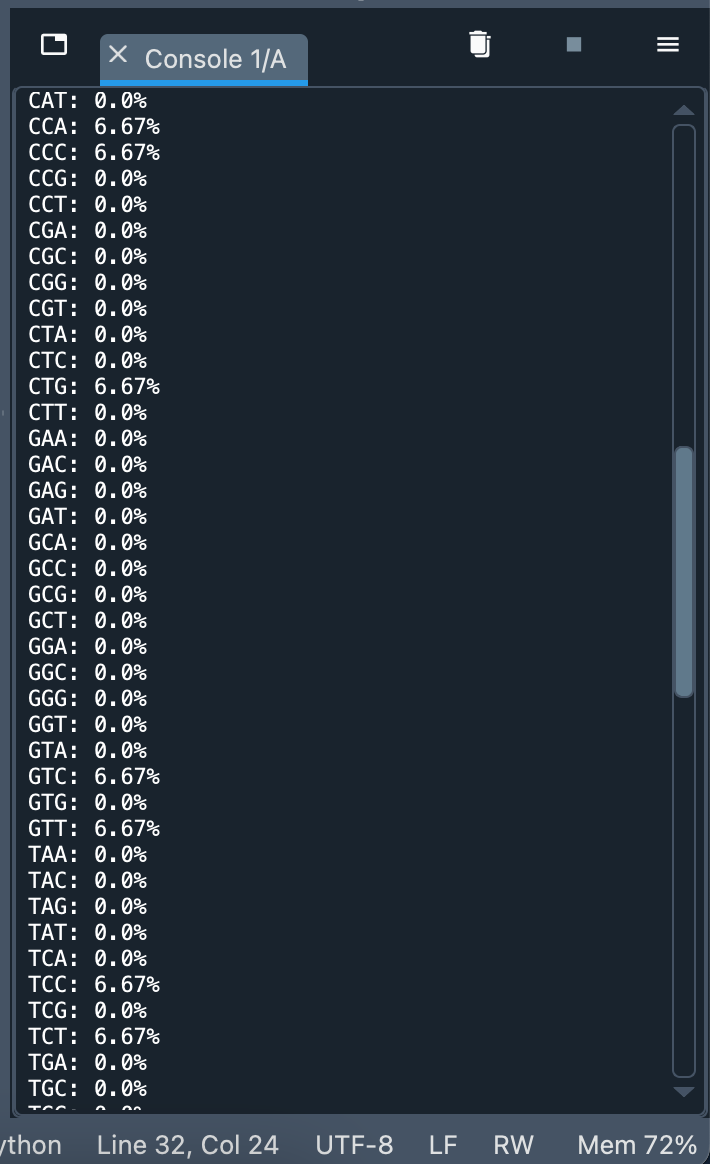 Console 1/A
CAT: 0.0%
CCA: 6.67%
CCC: 6.67%
CCG: 0.0%
CCT: 0.0%
CGA: 0.0%
CGC: 0.0%
CGG: 0.0%
CGT: 0.0%
CTA: 0.0%
CTC: 0.0%
CTG: 6.67%
CTT: 0.0%
GAA: 0.0%
GAC: 0.0%
GAG: 0.0%
GAT: 0.0%
GCA: 0.0%
GCC: 0.0%
GCG: 0.0%
GCT: 0.0%
GGA: 0.0%
GGC: 0.0%
GGG: 0.0%
GGT: 0.0%
GTA: 0.0%
GTC: 6.67%
GTG: 0.0%
GTT: 6.67%
TAA: 0.0%
TAC: 0.0%
TAG: 0.0%
TAT: 0.0%
TCA: 0.0%
TCC: 6.67%
TCG: 0.0%
TCT: 6.67%
TGA: 0.0%
TGC: 0.0%
ython Line 32, Col 24 UTF-8 LF RW Mem 72%